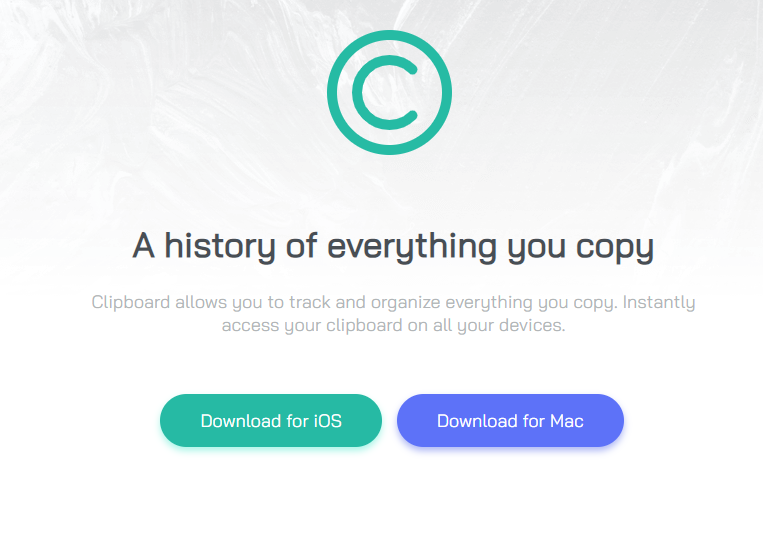 A history of everything you copy
Clipboard allows you to track and organize everything you copy. Instantly
access your clipboard on all your devices.
Download for iOS
Download for Mac